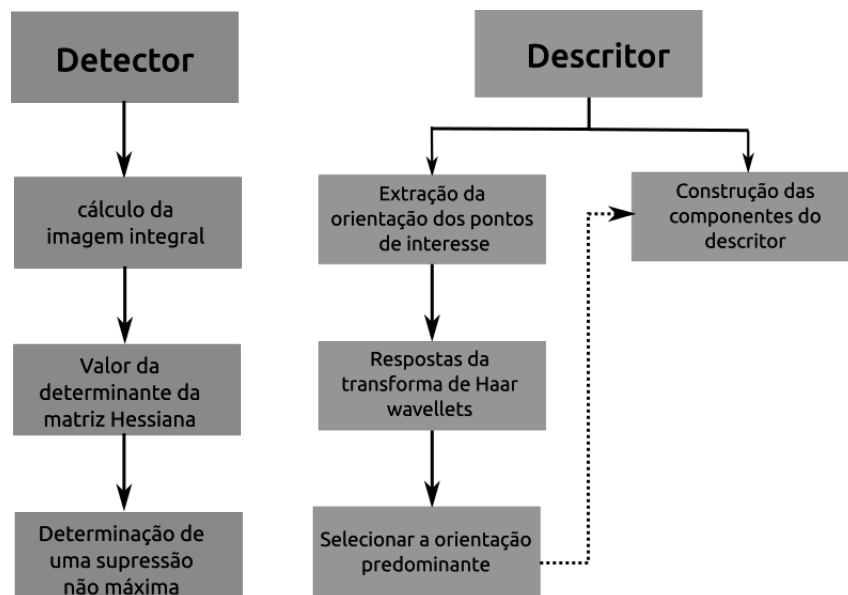 Detector
cálculo da
imagem integral
Valor da
determinante da
matriz Hessiana
Determinação de
uma supressão
não máxima
Descritor
Extração da
orientação dos pontos
de interesse
Respostas da
transforma de Haar
wavellets
Selecionar a orientação
predominante
Construção das
componentes do
descritor